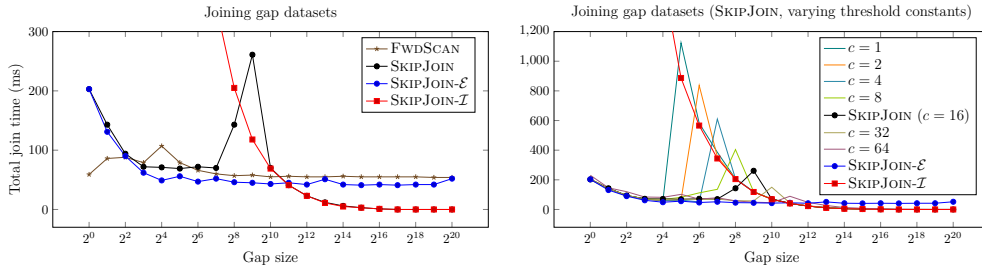 Joining gap datasets
Total join time (ms)
300
200
100
0
2^0 2^2 2^4 2^6 2^8 2^10 2^12 2^14 2^16 2^18 2^20
Gap size
FWDSCAN
SKIPJOIN
SKIPJOIN-ℰ
SKIPJOIN-ℐ
Joining gap datasets (SKIPJOIN, varying threshold constants)
1,200
1,000
800
600
400
200
0
2^0 2^2 2^4 2^6 2^8 2^10 2^12 2^14 2^16 2^18 2^20
Gap size
c = 1
c = 2
c = 4
c = 8
SKIPJOIN (c = 16)
c = 32
c = 64
SKIPJOIN-ℰ
SKIPJOIN-ℐ